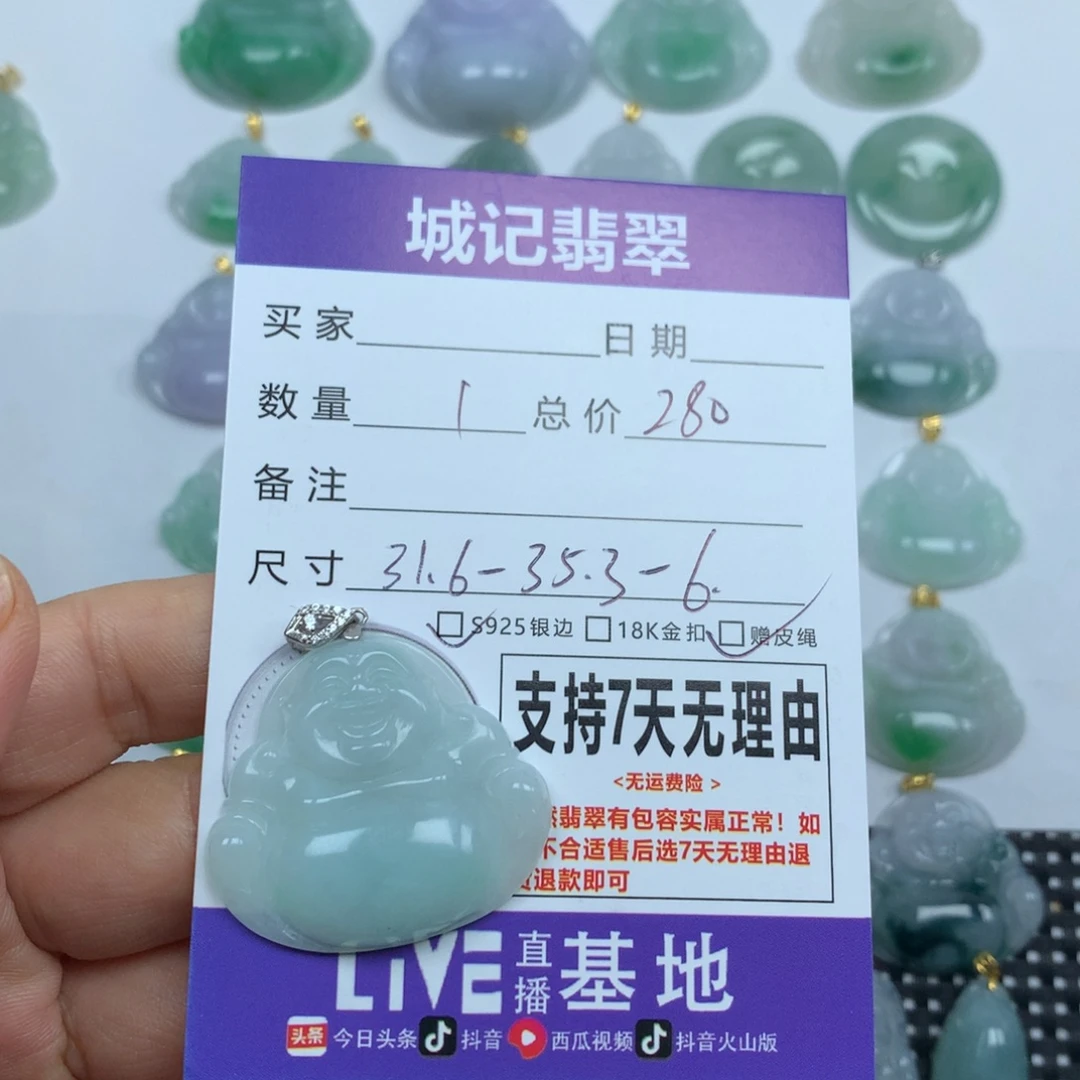 城记翡翠
买家 日期
数量 1 总价 280
备注
尺寸 31.6-35.3-6.
S925银边 18K金扣 赠皮绳
支持7天无理由
<无运费险>
翡翠有包容实属正常！如
不合适售后选7天无理由退
退款即可
LiVE 直播 基地
头条 今日头条 抖音 西瓜视频 抖音火山版